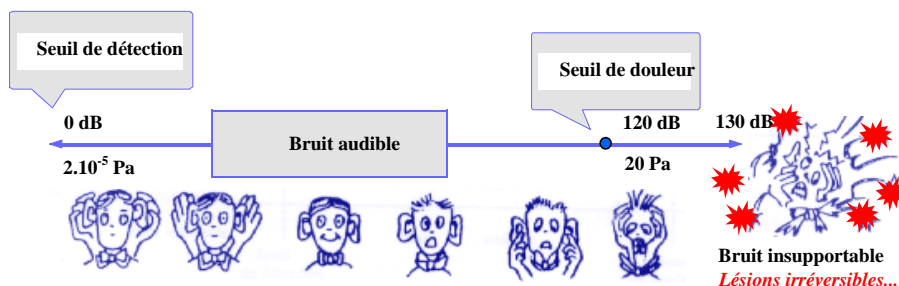 Seuil de détection
Seuil de douleur
0 dB
120 dB
130 dB
Bruit audible
2.10⁻⁵ Pa
20 Pa
Bruit insupportable
Lésions irréversibles...